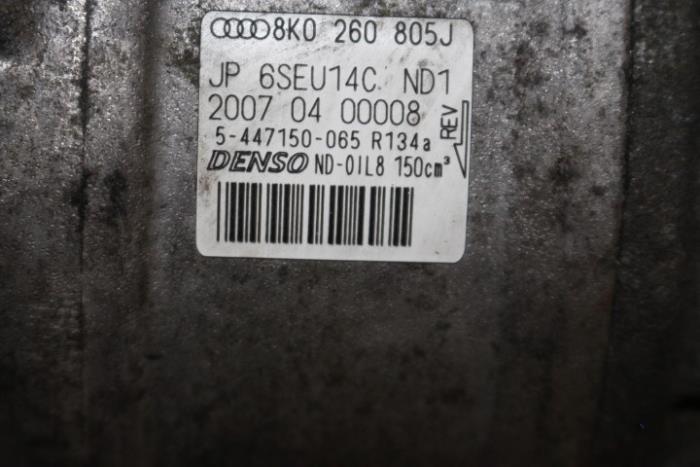 8K0 260 805J
JP 6SEU14C ND1
2007 04 00008
5-447150-065 R134a
DENSO ND-OIL8 150cm³
REV